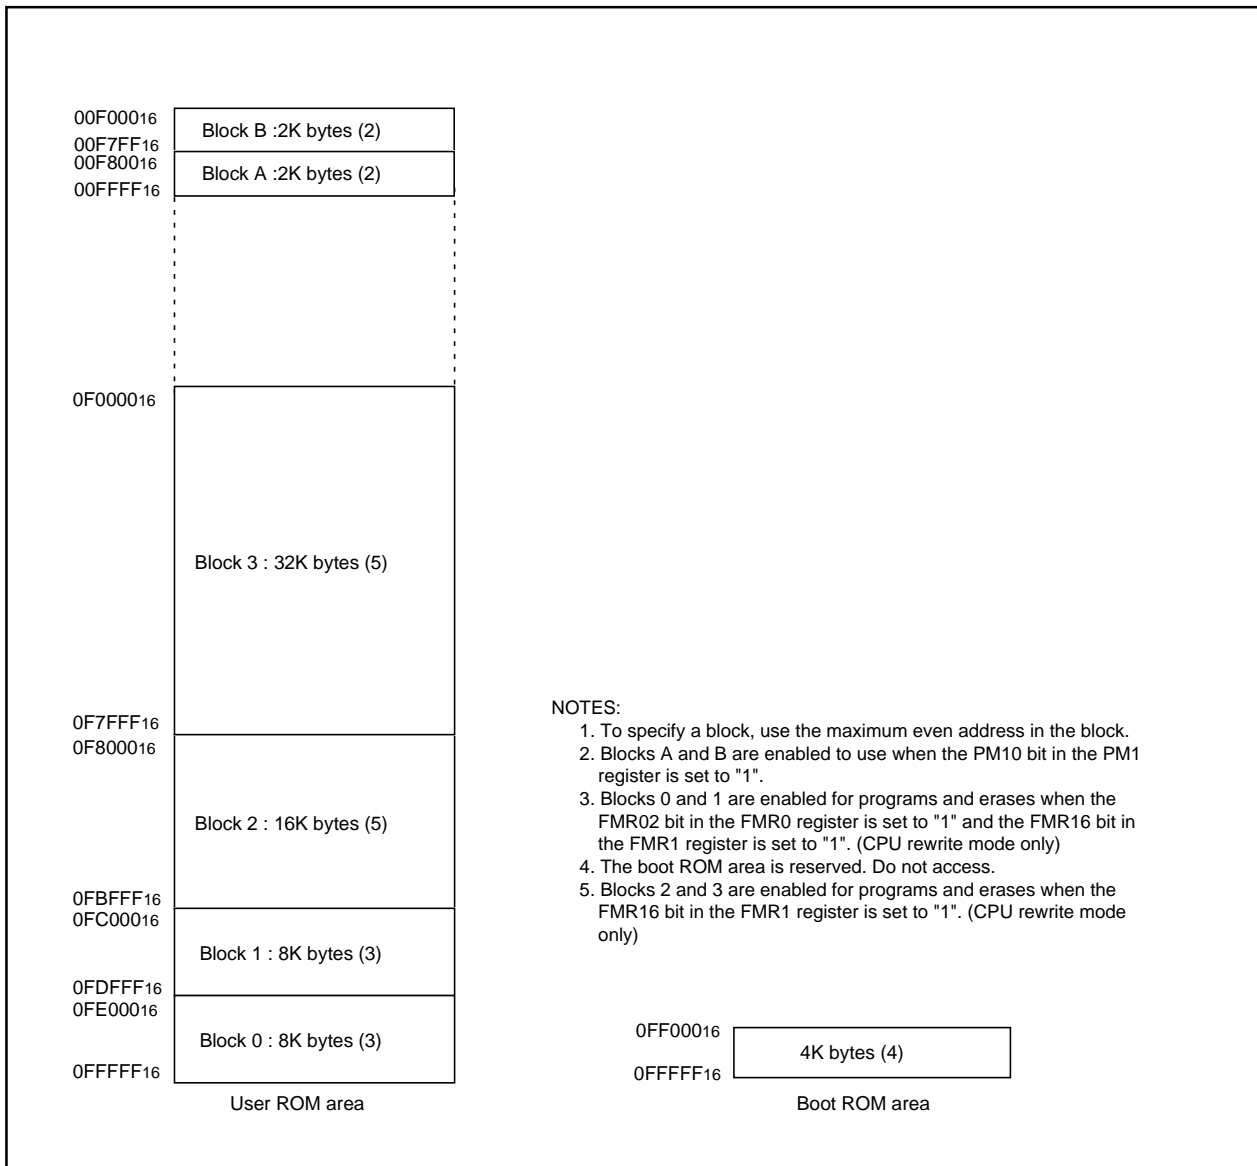 00F00016
Block B :2K bytes (2)
00F7FF16
00F80016
Block A :2K bytes (2)
00FFFF16
0F000016
Block 3 : 32K bytes (5)
0F7FFF16
0F800016
Block 2 : 16K bytes (5)
0FBFFF16
0FC00016
Block 1 : 8K bytes (3)
0FDFFF16
0FE00016
Block 0 : 8K bytes (3)
0FFFFF16
User ROM area
NOTES:
1. To specify a block, use the maximum even address in the block.
2. Blocks A and B are enabled to use when the PM10 bit in the PM1
register is set to "1".
3. Blocks 0 and 1 are enabled for programs and erases when the
FMR02 bit in the FMR0 register is set to "1" and the FMR16 bit in
the FMR1 register is set to "1". (CPU rewrite mode only)
4. The boot ROM area is reserved. Do not access.
5. Blocks 2 and 3 are enabled for programs and erases when the
FMR16 bit in the FMR1 register is set to "1". (CPU rewrite mode
only)
0FF00016
4K bytes (4)
0FFFFF16
Boot ROM area